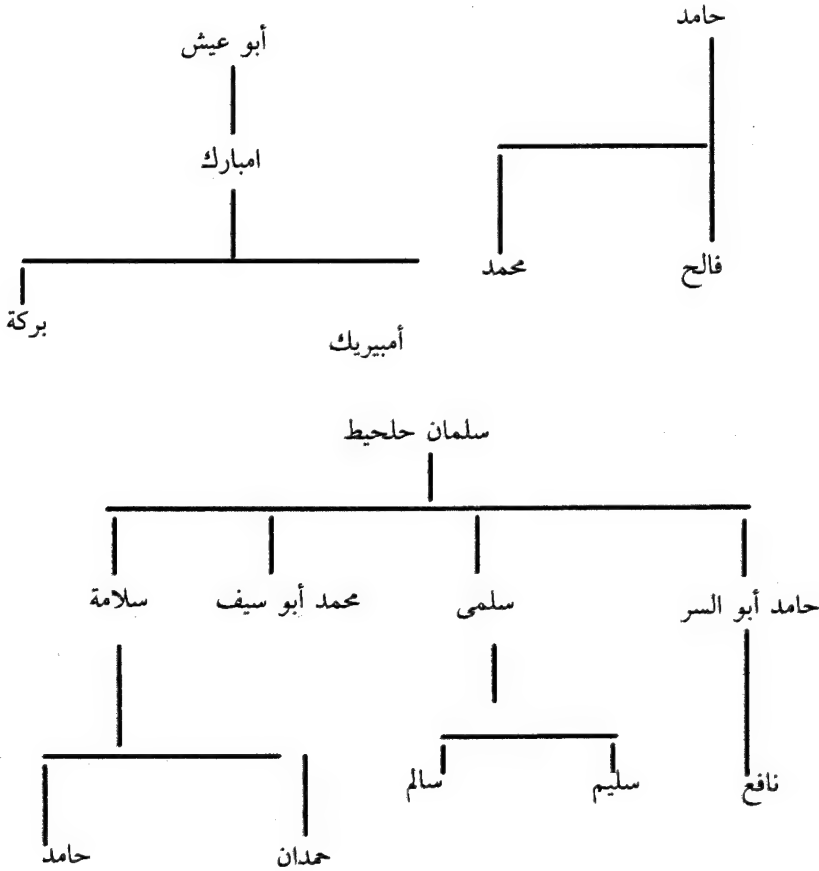 حامد
أبو عيش
امبارك
فالح محمد
بركة
أمبيريك
سلمان حلحيط
حامد أبو السر سلمى محمد أبو سيف سلامة
نافع سليم سالم
حمدان حامد